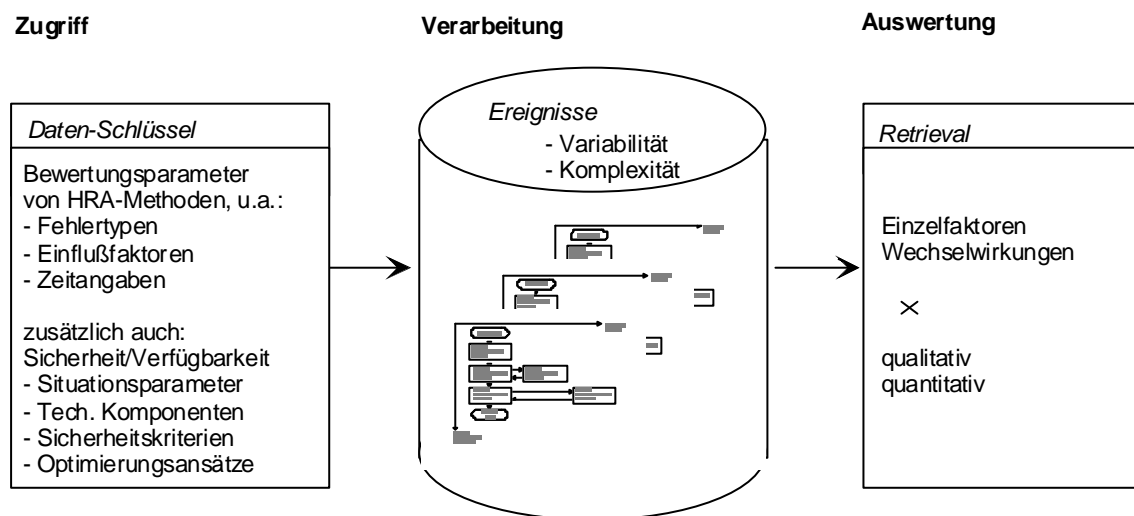 Zugriff
Verarbeitung
Auswertung
Daten-Schlüssel
Bewertungsparameter
von HRA-Methoden, u.a.:
- Fehlertypen
- Einflußfaktoren
- Zeitangaben
zusätzlich auch:
Sicherheit/Verfügbarkeit
- Situationsparameter
- Tech. Komponenten
- Sicherheitskriterien
- Optimierungsansätze
Ereignisse
- Variabilität
- Komplexität
Retrieval
Einzelfaktoren
Wechselwirkungen
×
qualitativ
quantitativ